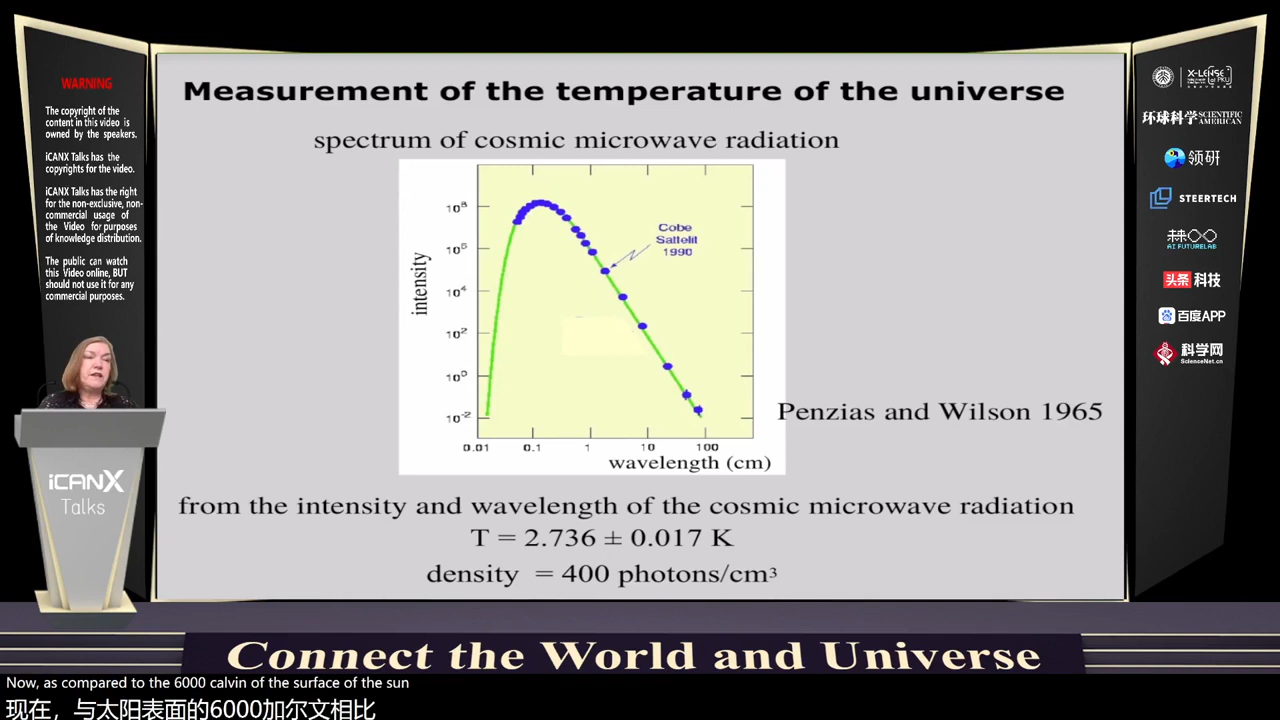 WARNING
The copyright of the
content in this video is
owned by the speakers.
iCANX Talks has the
copyrights for the video.
iCANX Talks has the right
for the non-exclusive, non-
commercial usage of
the Video for purposes
of knowledge distribution.
The public can watch
this Video online, BUT
should not use it for any
commercial purposes.
iCANX
Talks
Measurement of the temperature of the universe
spectrum of cosmic microwave radiation
intensity
10⁸
10⁵
10⁴
10²
10⁰
10⁻²
Cobe
Sattelit
1990
0.01 0.1 1 10 100
wavelength (cm)
Penzias and Wilson 1965
from the intensity and wavelength of the cosmic microwave radiation
T = 2.736 ± 0.017 K
density = 400 photons/cm³
X-LENSE
环球科学 SCIENTIFIC AMERICAN
领研
STEERTECH
AI FUTURELAB
头条 科技
百度APP
科学网
ScienceNet.cn
Connect the World and Universe
Now, as compared to the 6000 calvin of the surface of the sun
现在，与太阳表面的6000加尔文相比